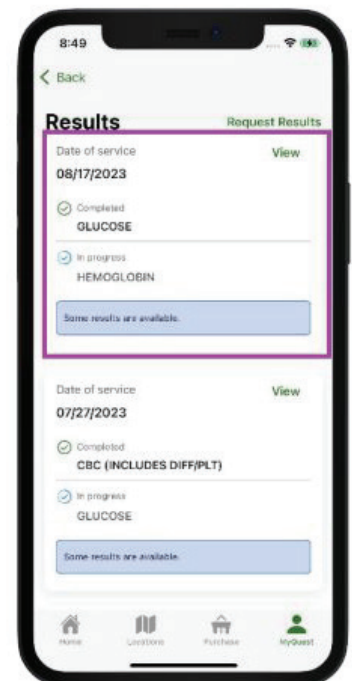 8:49
Back
Results
Request Results
Date of service
View
08/17/2023
Completed
GLUCOSE
In progress
HEMOGLOBIN
Some results are available.
Date of service
View
07/27/2023
Completed
CBC (INCLUDES DIFF/PLT)
In progress
GLUCOSE
Some results are available.
Home
Locations
Purchase
MyQuest